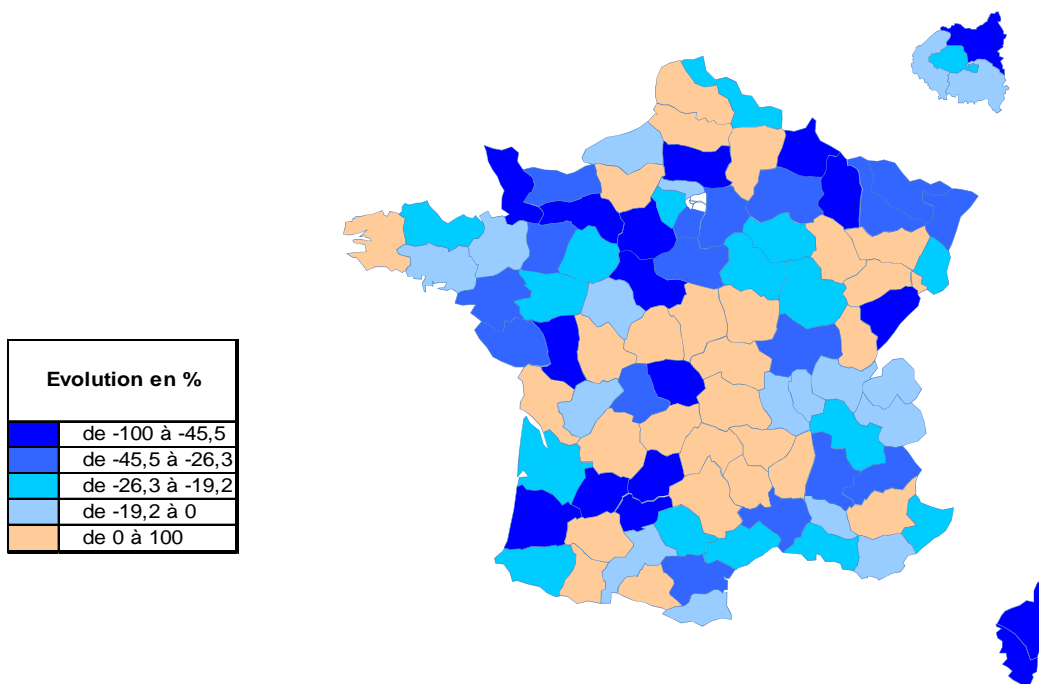 Evolution en %
de -100 à -45,5
de -45,5 à -26,3
de -26,3 à -19,2
de -19,2 à 0
de 0 à 100